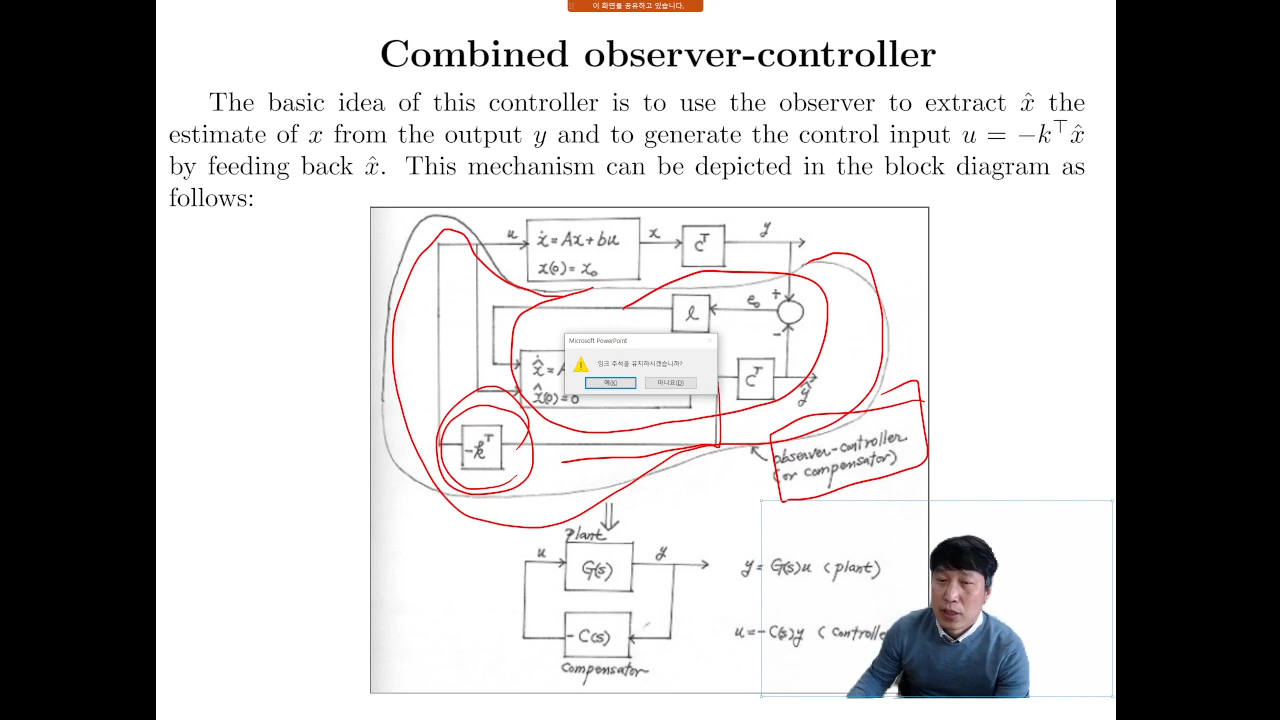 이 화면을 공유하고 있습니다.
Combined observer-controller
The basic idea of this controller is to use the observer to extract x̂ the
estimate of x from the output y and to generate the control input u = −k⊤x̂
by feeding back x̂. This mechanism can be depicted in the block diagram as
follows:
u
ẋ = Ax + bu
x(0) = x₀
x
cᵀ
y
l
e₀
+
−
Microsoft PowerPoint
잉크 주석을 유지하시겠습니까?
예(K)
아니요(D)
x̂(0) = 0
cᵀ
ŷ
-kᵀ
observer-controller
(or compensator)
plant
u
G(s)
y
y = G(s)u (plant)
-C(s)
u = -C(s)y (controlle
compensator